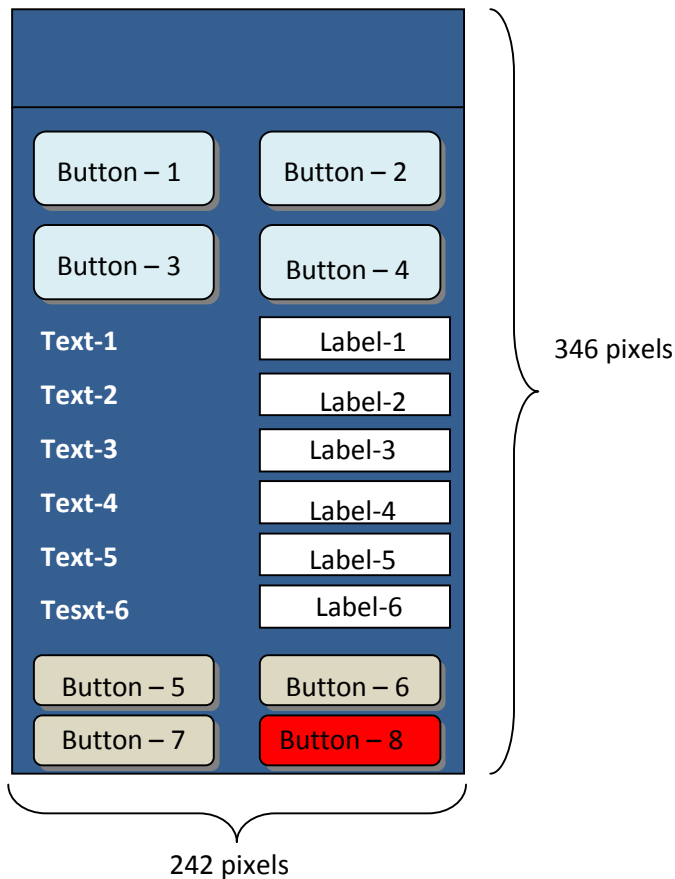 Button – 1 Button – 2
Button – 3 Button – 4
Text-1 Label-1
346 pixels
Text-2 Label-2
Text-3 Label-3
Text-4 Label-4
Text-5 Label-5
Tesxt-6 Label-6
Button – 5 Button – 6
Button – 7 Button – 8
242 pixels